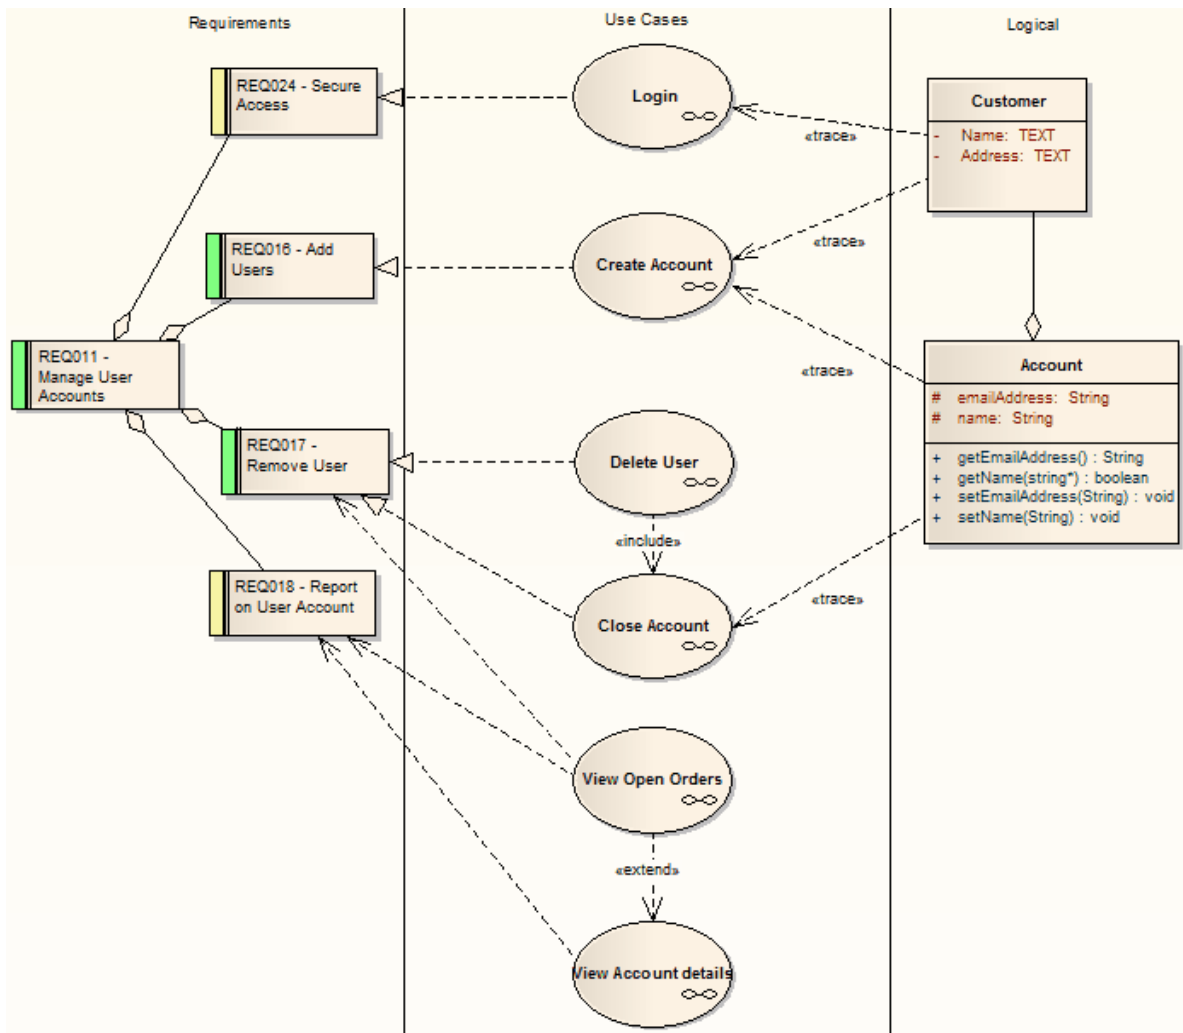 Requirements
Use Cases
Logical
REQ024 - Secure
Access
Login
«trace»
Customer
- Name: TEXT
- Address: TEXT
REQ016 - Add
Users
Create Account
«trace»
REQ011 -
Manage User
Accounts
«trace»
Account
# emailAddress: String
# name: String
+ getEmailAddress() : String
+ getName(string*) : boolean
+ setEmailAddress(String) : void
+ setName(String) : void
REQ017 -
Remove User
Delete User
«include»
REQ018 - Report
on User Account
Close Account
«trace»
View Open Orders
«extend»
View Account details